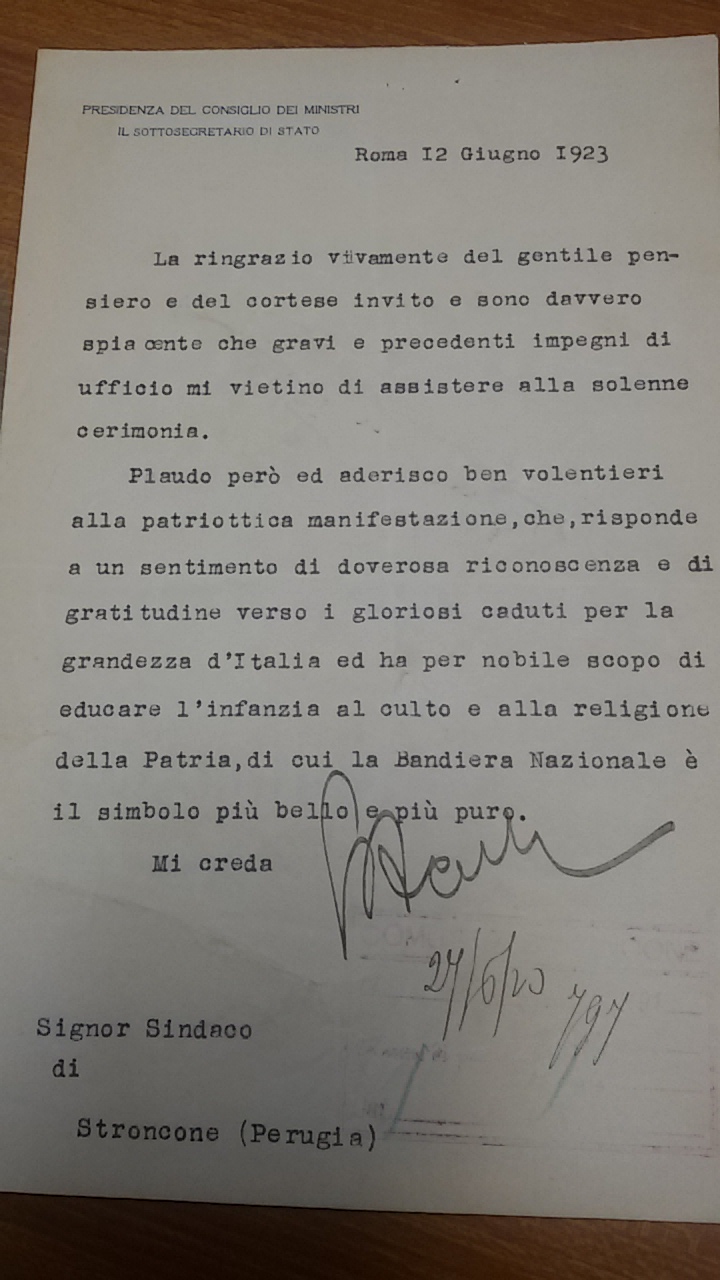 PRESIDENZA DEL CONSIGLIO DEI MINISTRI
IL SOTTOSEGRETARIO DI STATO
Roma I2 Giugno I923
La ringrazio vivamente del gentile pen-
siero e del cortese invito e sono davvero
spiacente che gravi e precedenti impegni di
ufficio mi vietino di assistere alla solenne
cerimonia.
Plaudo però ed aderisco ben volentieri
alla patriottica manifestazione,che,risponde
a un sentimento di doverosa riconoscenza e di
gratitudine verso i gloriosi caduti per la
grandezza d'Italia ed ha per nobile scopo di
educare l'infanzia al culto e alla religione
della Patria,di cui la Bandiera Nazionale è
il simbolo più bello e più puro.
Mi creda
797
Signor Sindaco
di
Stroncone (Perugia)